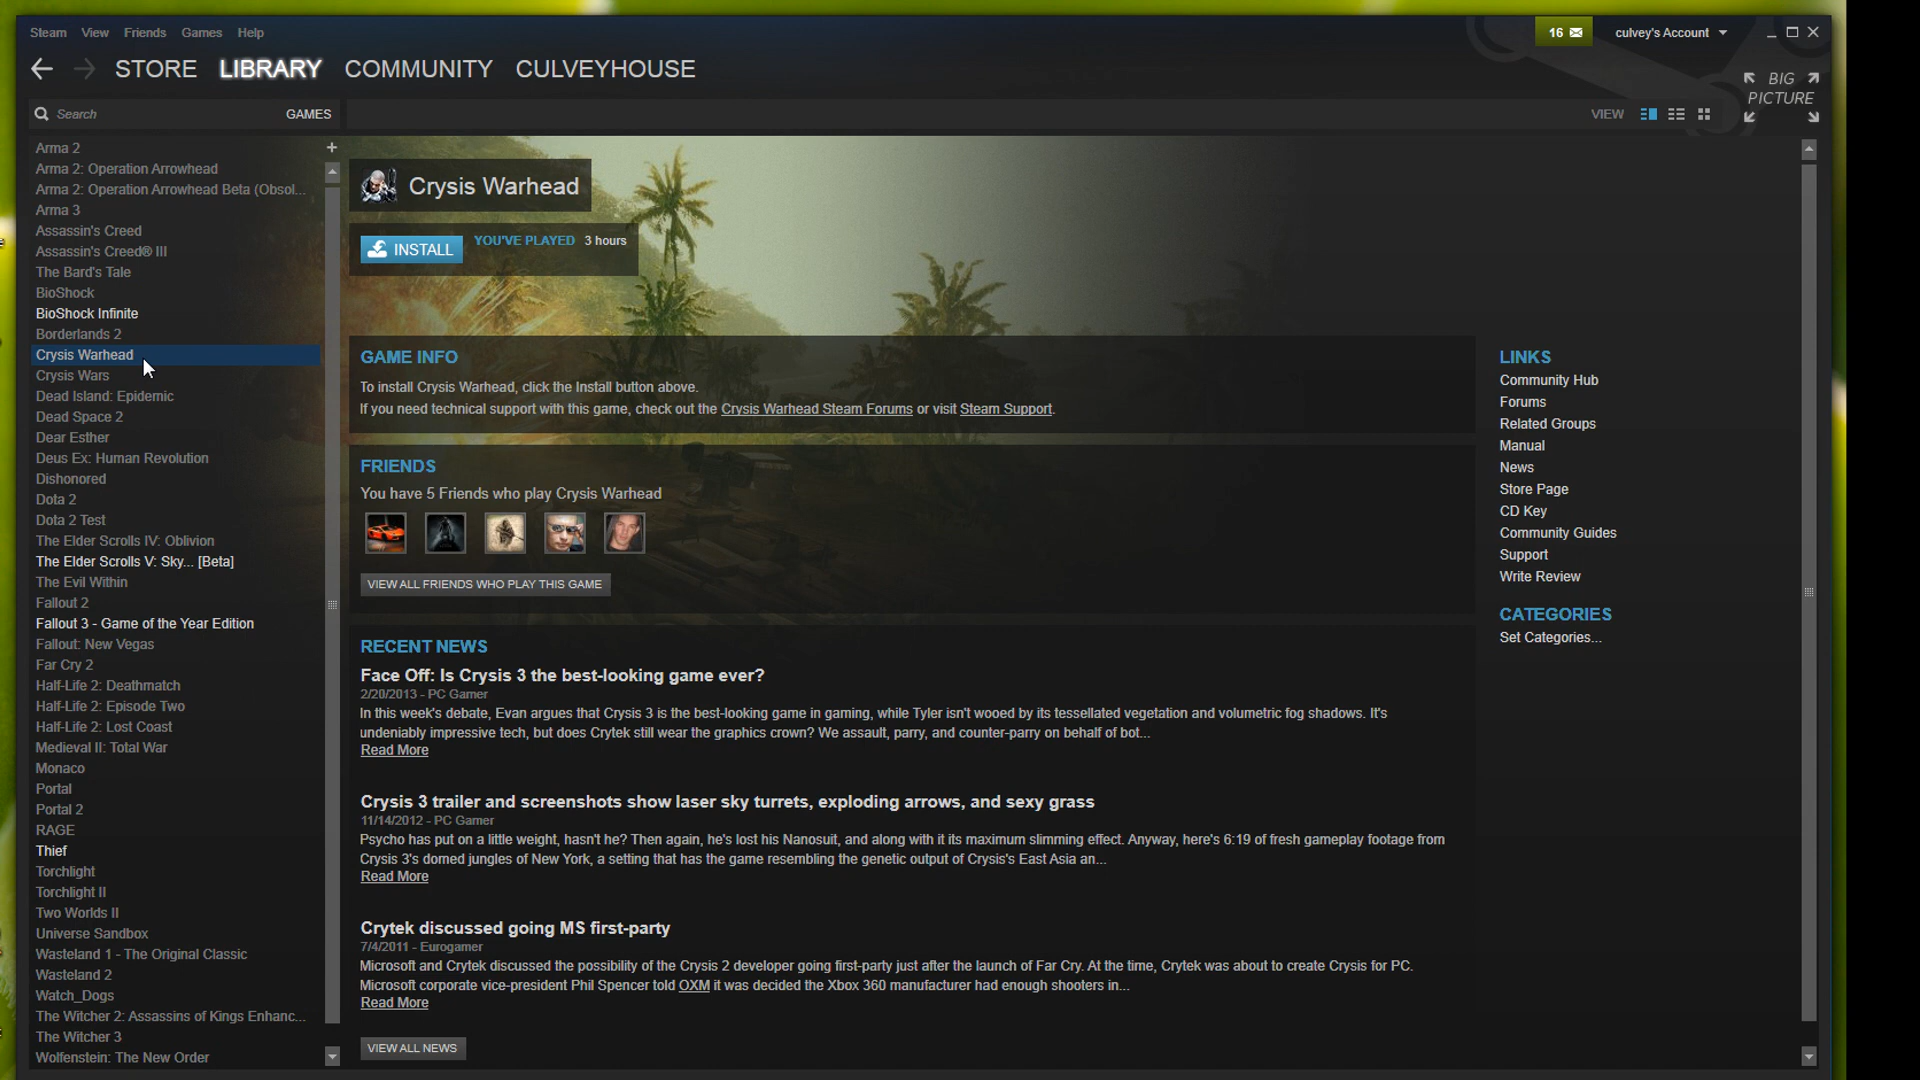 Steam View Friends Games Help
16
culvey's Account
STORE LIBRARY COMMUNITY CULVEYHOUSE
BIG PICTURE
Search
GAMES
VIEW
Arma 2
Arma 2: Operation Arrowhead
Arma 2: Operation Arrowhead Beta (Obsol...
Arma 3
Assassin's Creed
Assassin's Creed® III
The Bard's Tale
BioShock
BioShock Infinite
Borderlands 2
Crysis Warhead
Crysis Wars
Dead Island: Epidemic
Dead Space 2
Dear Esther
Deus Ex: Human Revolution
Dishonored
Dota 2
Dota 2 Test
The Elder Scrolls IV: Oblivion
The Elder Scrolls V: Sky... [Beta]
The Evil Within
Fallout 2
Fallout 3 - Game of the Year Edition
Fallout: New Vegas
Far Cry 2
Half-Life 2: Deathmatch
Half-Life 2: Episode Two
Half-Life 2: Lost Coast
Medieval II: Total War
Monaco
Portal
Portal 2
RAGE
Thief
Torchlight
Torchlight II
Two Worlds II
Universe Sandbox
Wasteland 1 - The Original Classic
Wasteland 2
Watch_Dogs
The Witcher 2: Assassins of Kings Enhanc...
The Witcher 3
Wolfenstein: The New Order
Crysis Warhead
INSTALL
YOU'VE PLAYED 3 hours
GAME INFO
To install Crysis Warhead, click the Install button above.
If you need technical support with this game, check out the Crysis Warhead Steam Forums or visit Steam Support.
FRIENDS
You have 5 Friends who play Crysis Warhead
VIEW ALL FRIENDS WHO PLAY THIS GAME
RECENT NEWS
Face Off: Is Crysis 3 the best-looking game ever?
2/20/2013 - PC Gamer
In this week's debate, Evan argues that Crysis 3 is the best-looking game in gaming, while Tyler isn't wooed by its tessellated vegetation and volumetric fog shadows. It's
undeniably impressive tech, but does Crytek still wear the graphics crown? We assault, parry, and counter-parry on behalf of bot...
Read More
Crysis 3 trailer and screenshots show laser sky turrets, exploding arrows, and sexy grass
11/14/2012 - PC Gamer
Psycho has put on a little weight, hasn't he? Then again, he's lost his Nanosuit, and along with it its maximum slimming effect. Anyway, here's 6:19 of fresh gameplay footage from
Crysis 3's domed jungles of New York, a setting that has the game resembling the genetic output of Crysis's East Asia an...
Read More
Crytek discussed going MS first-party
7/4/2011 - Eurogamer
Microsoft and Crytek discussed the possibility of the Crysis 2 developer going first-party just after the launch of Far Cry. At the time, Crytek was about to create Crysis for PC.
Microsoft corporate vice-president Phil Spencer told OXM it was decided the Xbox 360 manufacturer had enough shooters in...
Read More
VIEW ALL NEWS
LINKS
Community Hub
Forums
Related Groups
Manual
News
Store Page
CD Key
Community Guides
Support
Write Review
CATEGORIES
Set Categories...